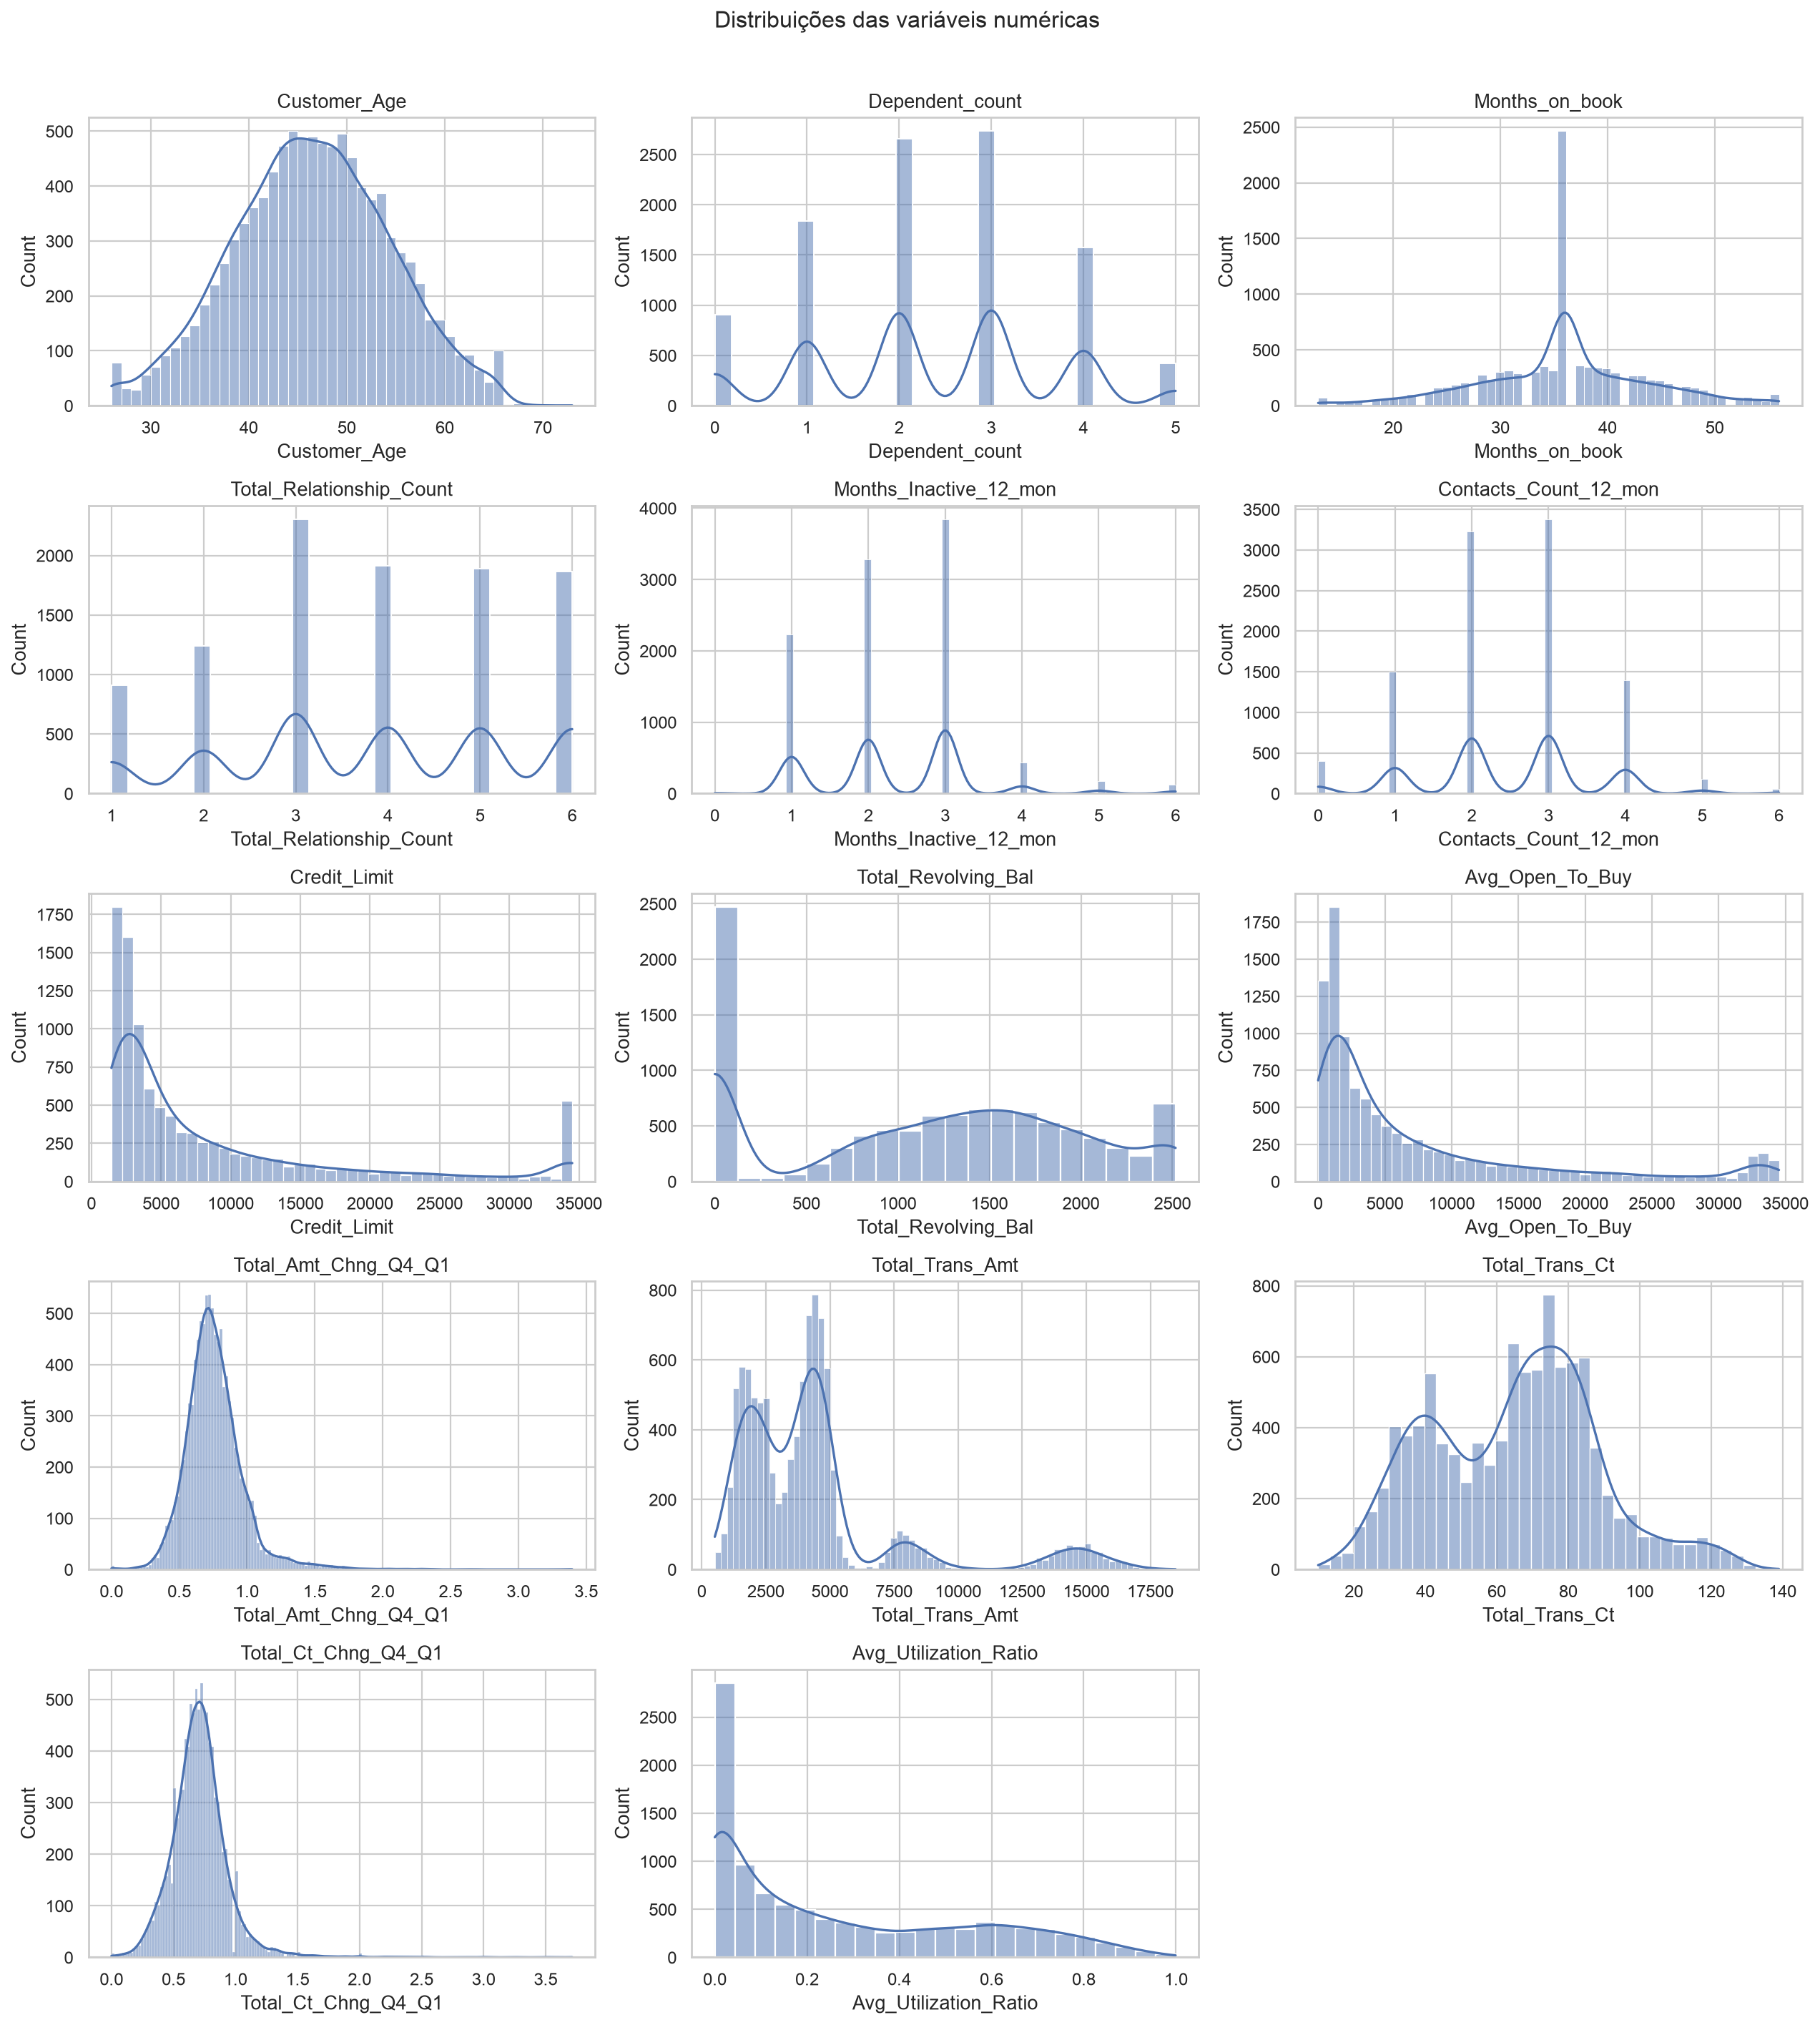 Distribuições das variáveis numéricas
Customer_Age Dependent_count Months_on_book
500
400
300
200
100
0
Count
30 40 50 60 70
Customer_Age
2500
2000
1500
1000
500
0
Count
0 1 2 3 4 5
Dependent_count
2500
2000
1500
1000
500
0
Count
20 30 40 50
Months_on_book
Total_Relationship_Count Months_Inactive_12_mon Contacts_Count_12_mon
2000
1500
1000
500
0
Count
1 2 3 4 5 6
Total_Relationship_Count
4000
3000
2000
1000
0
Count
0 1 2 3 4 5 6
Months_Inactive_12_mon
3500
3000
2500
2000
1500
1000
500
0
Count
0 1 2 3 4 5 6
Contacts_Count_12_mon
Credit_Limit Total_Revolving_Bal Avg_Open_To_Buy
1750
1500
1250
1000
750
500
250
0
Count
0 5000 10000 15000 20000 25000 30000 35000
Credit_Limit
2500
2000
1500
1000
500
0
Count
0 500 1000 1500 2000 2500
Total_Revolving_Bal
1750
1500
1250
1000
750
500
250
0
Count
0 5000 10000 15000 20000 25000 30000 35000
Avg_Open_To_Buy
Total_Amt_Chng_Q4_Q1 Total_Trans_Amt Total_Trans_Ct
500
400
300
200
100
0
Count
0.0 0.5 1.0 1.5 2.0 2.5 3.0 3.5
Total_Amt_Chng_Q4_Q1
800
600
400
200
0
Count
0 2500 5000 7500 10000 12500 15000 17500
Total_Trans_Amt
800
600
400
200
0
Count
20 40 60 80 100 120 140
Total_Trans_Ct
Total_Ct_Chng_Q4_Q1 Avg_Utilization_Ratio
500
400
300
200
100
0
Count
0.0 0.5 1.0 1.5 2.0 2.5 3.0 3.5
Total_Ct_Chng_Q4_Q1
2500
2000
1500
1000
500
0
Count
0.0 0.2 0.4 0.6 0.8 1.0
Avg_Utilization_Ratio